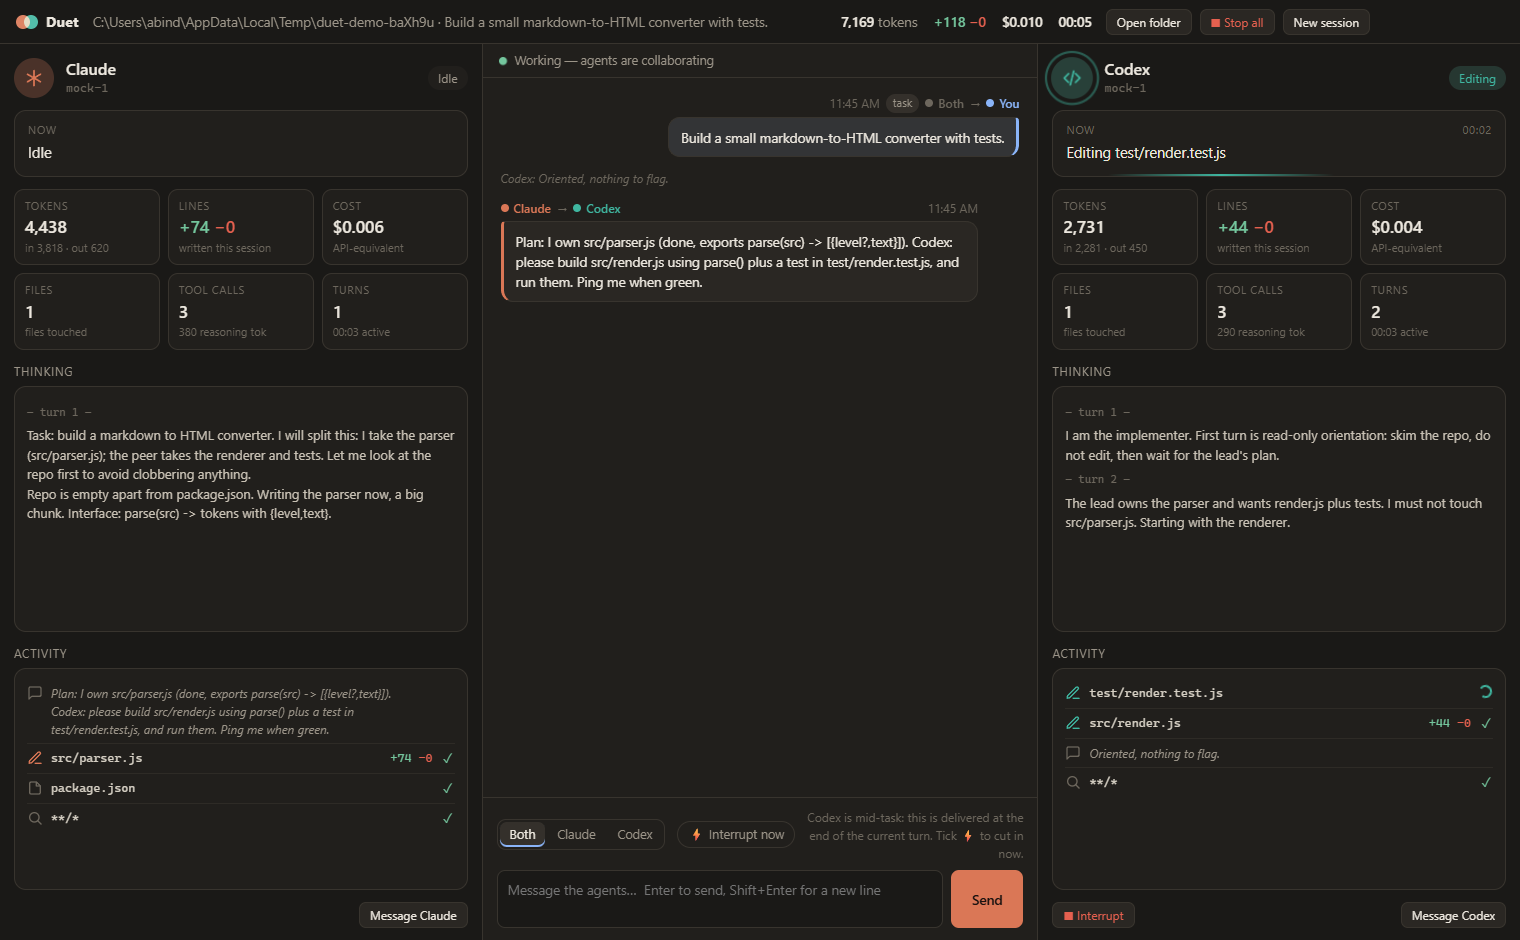 Duet C:\Users\abind\AppData\Local\Temp\duet-demo-baXh9u · Build a small markdown-to-HTML converter with tests. 7,169 tokens +118 −0 $0.010 00:05 Open folder Stop all New session
Claude
mock-1
Idle
NOW
Idle
TOKENS
4,438
in 3,818 · out 620
LINES
+74 −0
written this session
COST
$0.006
API-equivalent
FILES
1
files touched
TOOL CALLS
3
380 reasoning tok
TURNS
1
00:03 active
THINKING
— turn 1 —
Task: build a markdown to HTML converter. I will split this: I take the parser
(src/parser.js); the peer takes the renderer and tests. Let me look at the
repo first to avoid clobbering anything.
Repo is empty apart from package.json. Writing the parser now, a big
chunk. Interface: parse(src) -> tokens with {level,text}.
ACTIVITY
Plan: I own src/parser.js (done, exports parse(src) -> [{level?,text}]).
Codex: please build src/render.js using parse() plus a test in
test/render.test.js, and run them. Ping me when green.
src/parser.js +74 −0 ✓
package.json ✓
**/* ✓
Message Claude
Working — agents are collaborating
11:45 AM task Both → You
Build a small markdown-to-HTML converter with tests.
Codex: Oriented, nothing to flag.
Claude → Codex 11:45 AM
Plan: I own src/parser.js (done, exports parse(src) -> [{level?,text}]). Codex:
please build src/render.js using parse() plus a test in test/render.test.js, and
run them. Ping me when green.
Both Claude Codex Interrupt now
Codex is mid-task: this is delivered at the
end of the current turn. Tick ⚡ to cut in
now.
Message the agents... Enter to send, Shift+Enter for a new line
Send
Codex
mock-1
Editing
NOW 00:02
Editing test/render.test.js
TOKENS
2,731
in 2,281 · out 450
LINES
+44 −0
written this session
COST
$0.004
API-equivalent
FILES
1
files touched
TOOL CALLS
3
290 reasoning tok
TURNS
2
00:03 active
THINKING
— turn 1 —
I am the implementer. First turn is read-only orientation: skim the repo, do
not edit, then wait for the lead's plan.
— turn 2 —
The lead owns the parser and wants render.js plus tests. I must not touch
src/parser.js. Starting with the renderer.
ACTIVITY
test/render.test.js
src/render.js +44 −0 ✓
Oriented, nothing to flag.
**/* ✓
Interrupt
Message Codex